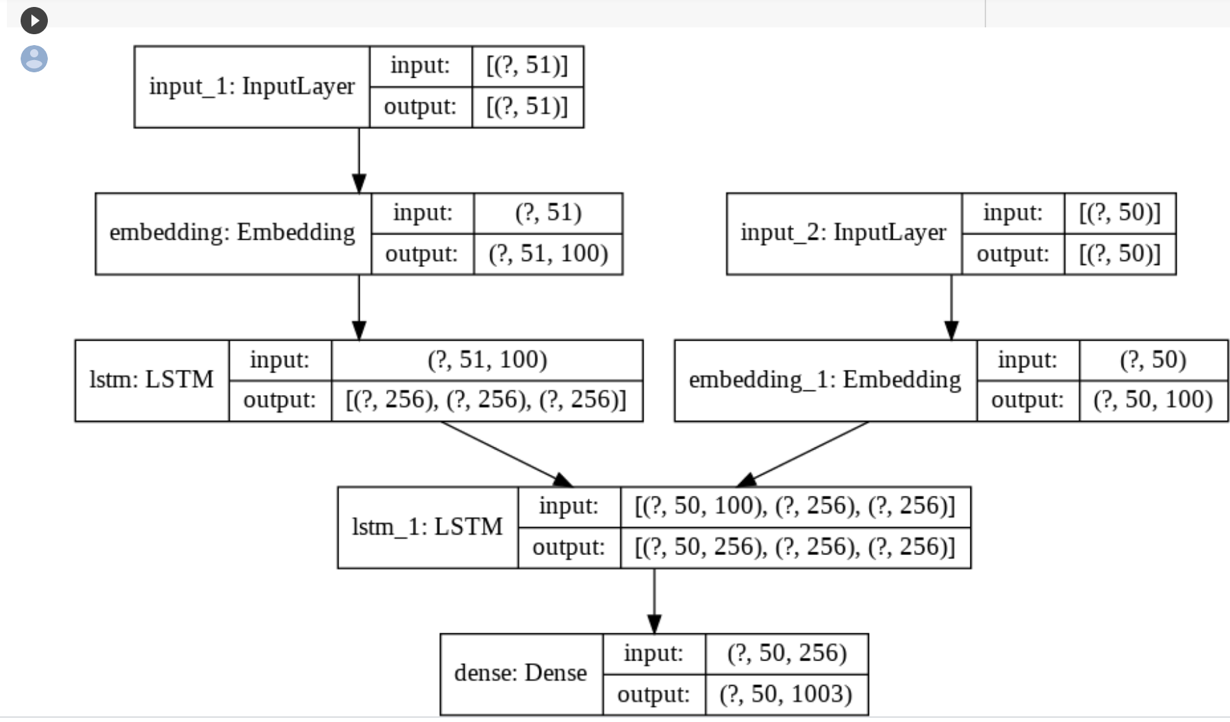 input_1: InputLayer
input: [(?, 51)]
output: [(?, 51)]
embedding: Embedding
input: (?, 51)
output: (?, 51, 100)
input_2: InputLayer
input: [(?, 50)]
output: [(?, 50)]
lstm: LSTM
input: (?, 51, 100)
output: [(?, 256), (?, 256), (?, 256)]
embedding_1: Embedding
input: (?, 50)
output: (?, 50, 100)
lstm_1: LSTM
input: [(?, 50, 100), (?, 256), (?, 256)]
output: [(?, 50, 256), (?, 256), (?, 256)]
dense: Dense
input: (?, 50, 256)
output: (?, 50, 1003)